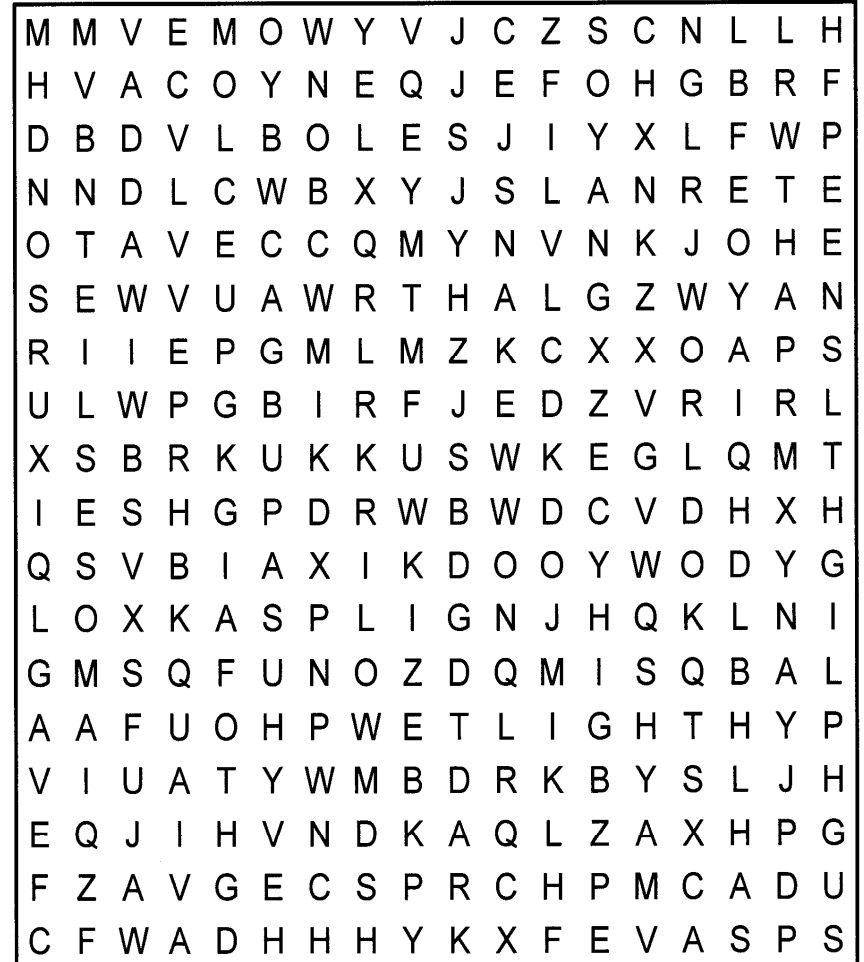 M M V E M O W Y V J C Z S C N L L H
H V A C O Y N E Q J E F O H G B R F
D B D V L B O L E S J I Y X L F W P
N N D L C W B X Y J S L A N R E T E
O T A V E C C Q M Y N V N K J O H E
S E W V U A W R T H A L G Z W Y A N
R I I E P G M L M Z K C X X O A P S
U L W P G B I R F J E D Z V R I R L
X S B R K U K K U S W K E G L Q M T
I E S H G P D R W B W D C V D H X H
Q S V B I A X I K D O O Y W O D Y G
L O X K A S P L I G N J H Q K L N I
G M S Q F U N O Z D Q M I S Q B A L
A A F U O H P W E T L I G H T H Y P
V I U A T Y W M B D R K B Y S L J H
E Q J I H V N D K A Q L Z A X H P G
F Z A V G E C S P R C H P M C A D U
C F W A D H H H Y K X F E V A S P S